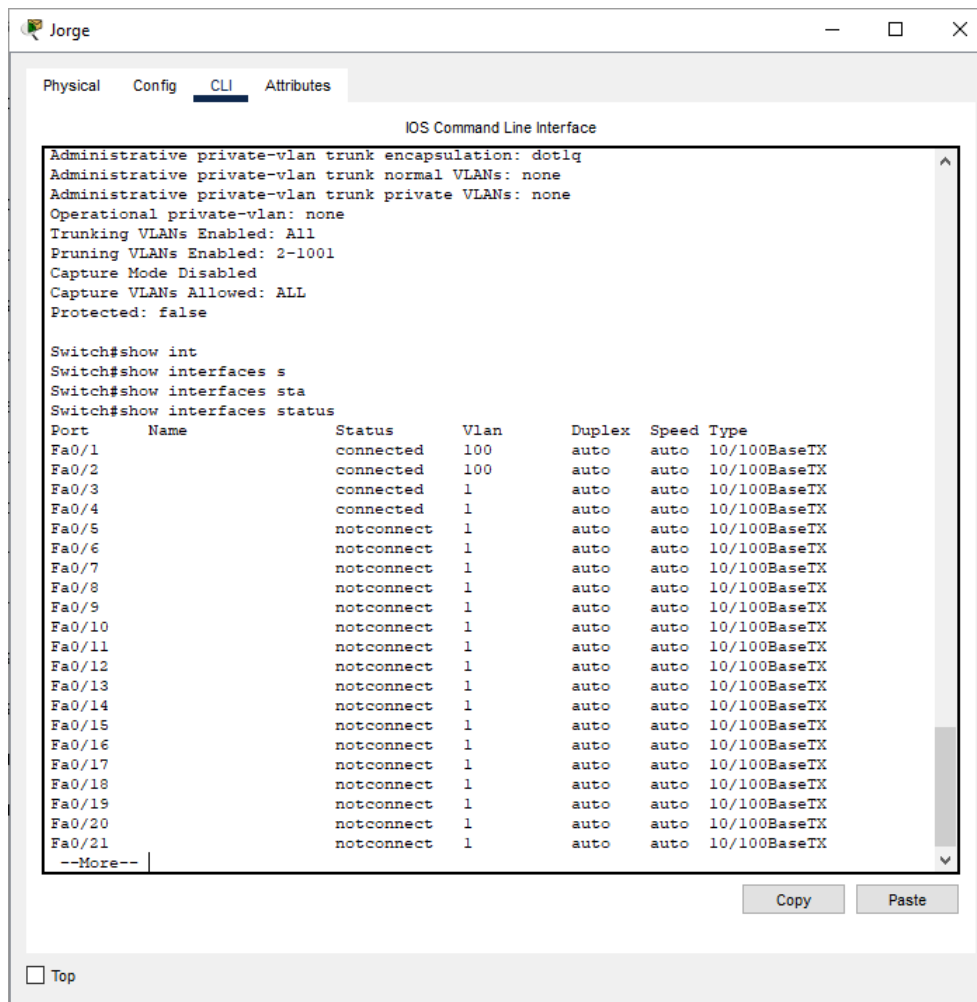 Jorge
Physical Config CLI Attributes
IOS Command Line Interface
Administrative private-vlan trunk encapsulation: dot1q
Administrative private-vlan trunk normal VLANs: none
Administrative private-vlan trunk private VLANs: none
Operational private-vlan: none
Trunking VLANs Enabled: All
Pruning VLANs Enabled: 2-1001
Capture Mode Disabled
Capture VLANs Allowed: ALL
Protected: false
Switch#show int
Switch#show interfaces s
Switch#show interfaces sta
Switch#show interfaces status
Port Name Status Vlan Duplex Speed Type
Fa0/1 connected 100 auto auto 10/100BaseTX
Fa0/2 connected 100 auto auto 10/100BaseTX
Fa0/3 connected 1 auto auto 10/100BaseTX
Fa0/4 connected 1 auto auto 10/100BaseTX
Fa0/5 notconnect 1 auto auto 10/100BaseTX
Fa0/6 notconnect 1 auto auto 10/100BaseTX
Fa0/7 notconnect 1 auto auto 10/100BaseTX
Fa0/8 notconnect 1 auto auto 10/100BaseTX
Fa0/9 notconnect 1 auto auto 10/100BaseTX
Fa0/10 notconnect 1 auto auto 10/100BaseTX
Fa0/11 notconnect 1 auto auto 10/100BaseTX
Fa0/12 notconnect 1 auto auto 10/100BaseTX
Fa0/13 notconnect 1 auto auto 10/100BaseTX
Fa0/14 notconnect 1 auto auto 10/100BaseTX
Fa0/15 notconnect 1 auto auto 10/100BaseTX
Fa0/16 notconnect 1 auto auto 10/100BaseTX
Fa0/17 notconnect 1 auto auto 10/100BaseTX
Fa0/18 notconnect 1 auto auto 10/100BaseTX
Fa0/19 notconnect 1 auto auto 10/100BaseTX
Fa0/20 notconnect 1 auto auto 10/100BaseTX
Fa0/21 notconnect 1 auto auto 10/100BaseTX
--More--
Copy Paste
Top